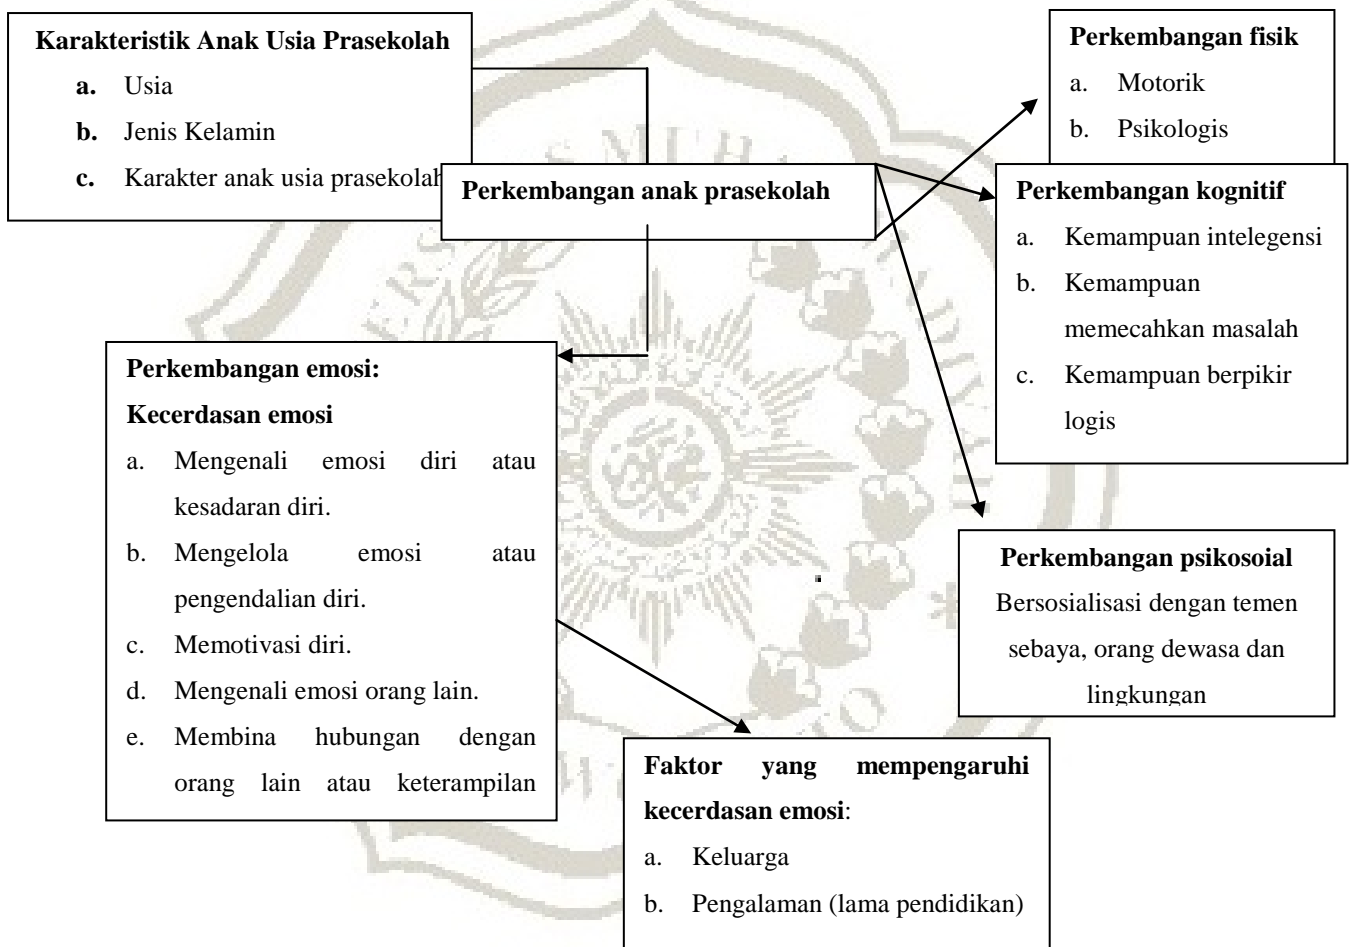 Karakteristik Anak Usia Prasekolah
a. Usia
b. Jenis Kelamin
c. Karakter anak usia prasekolah
Perkembangan fisik
a. Motorik
b. Psikologis
Perkembangan anak prasekolah
Perkembangan kognitif
a. Kemampuan intelegensi
b. Kemampuan
memecahkan masalah
c. Kemampuan berpikir
logis
Perkembangan emosi:
Kecerdasan emosi
a. Mengenali emosi diri atau
kesadaran diri.
b. Mengelola emosi atau
pengendalian diri.
c. Memotivasi diri.
d. Mengenali emosi orang lain.
e. Membina hubungan dengan
orang lain atau keterampilan
Perkembangan psikosoial
Bersosialisasi dengan temen
sebaya, orang dewasa dan
lingkungan
Faktor yang mempengaruhi
kecerdasan emosi:
a. Keluarga
b. Pengalaman (lama pendidikan)